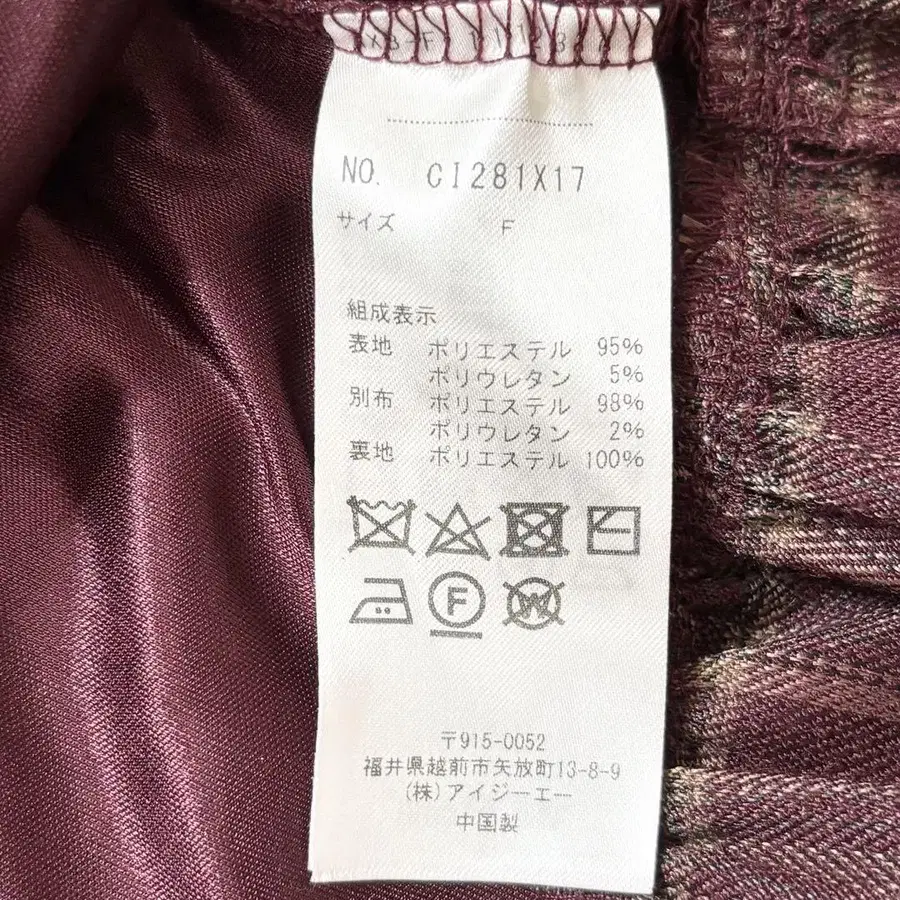 NO. CI281X17
サイズ F
組成表示
表地 ポリエステル 95%
ポリウレタン 5%
別布 ポリエステル 98%
ポリウレタン 2%
裏地 ポリエステル 100%
F
W
〒915-0052
福井県越前市矢放町13-8-9
(株)アイジーエー
中国製